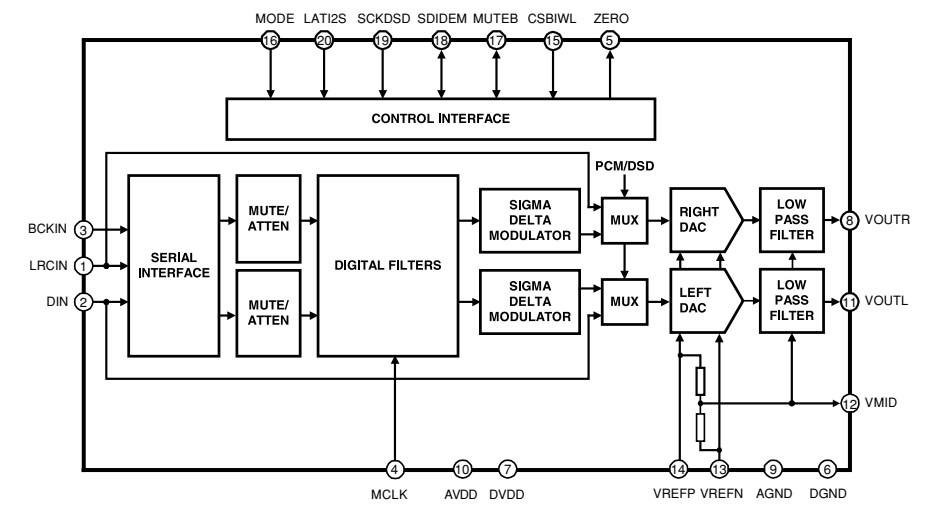 MODE LATI2S SCKDSD SDIDEM MUTEB CSBIWL ZERO
16 20 19 18 17 15 5
CONTROL INTERFACE
PCM/DSD
BCKIN 3
LRCIN 1
DIN 2
SERIAL
INTERFACE
MUTE/
ATTEN
MUTE/
ATTEN
DIGITAL FILTERS
SIGMA
DELTA
MODULATOR
SIGMA
DELTA
MODULATOR
MUX
MUX
RIGHT
DAC
LEFT
DAC
LOW
PASS
FILTER
LOW
PASS
FILTER
8 VOUTR
11 VOUTL
12 VMID
4 10 7 14 13 9 6
MCLK AVDD DVDD VREFP VREFN AGND DGND